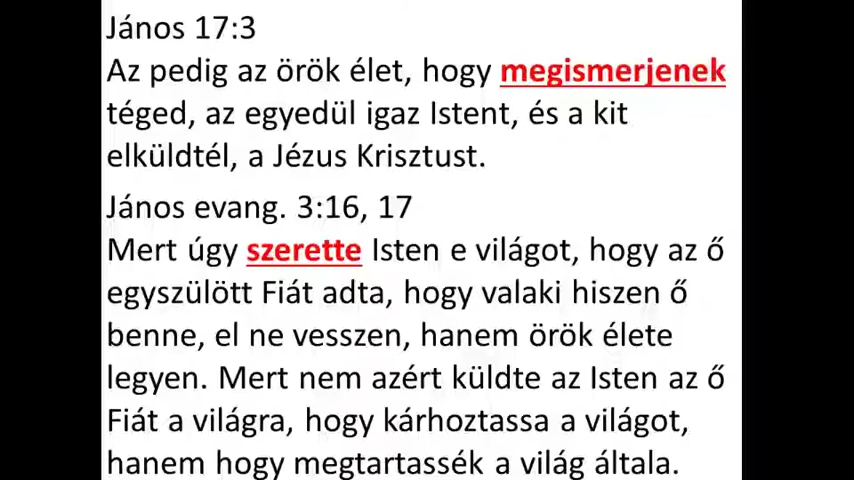 János 17:3
Az pedig az örök élet, hogy megismerjenek
téged, az egyedül igaz Istent, és a kit
elküldtél, a Jézus Krisztust.
János evang. 3:16, 17
Mert úgy szerette Isten e világot, hogy az ő
egyszülött Fiát adta, hogy valaki hiszen ő
benne, el ne vesszen, hanem örök élete
legyen. Mert nem azért küldte az Isten az ő
Fiát a világra, hogy kárhoztassa a világot,
hanem hogy megtartassék a világ általa.